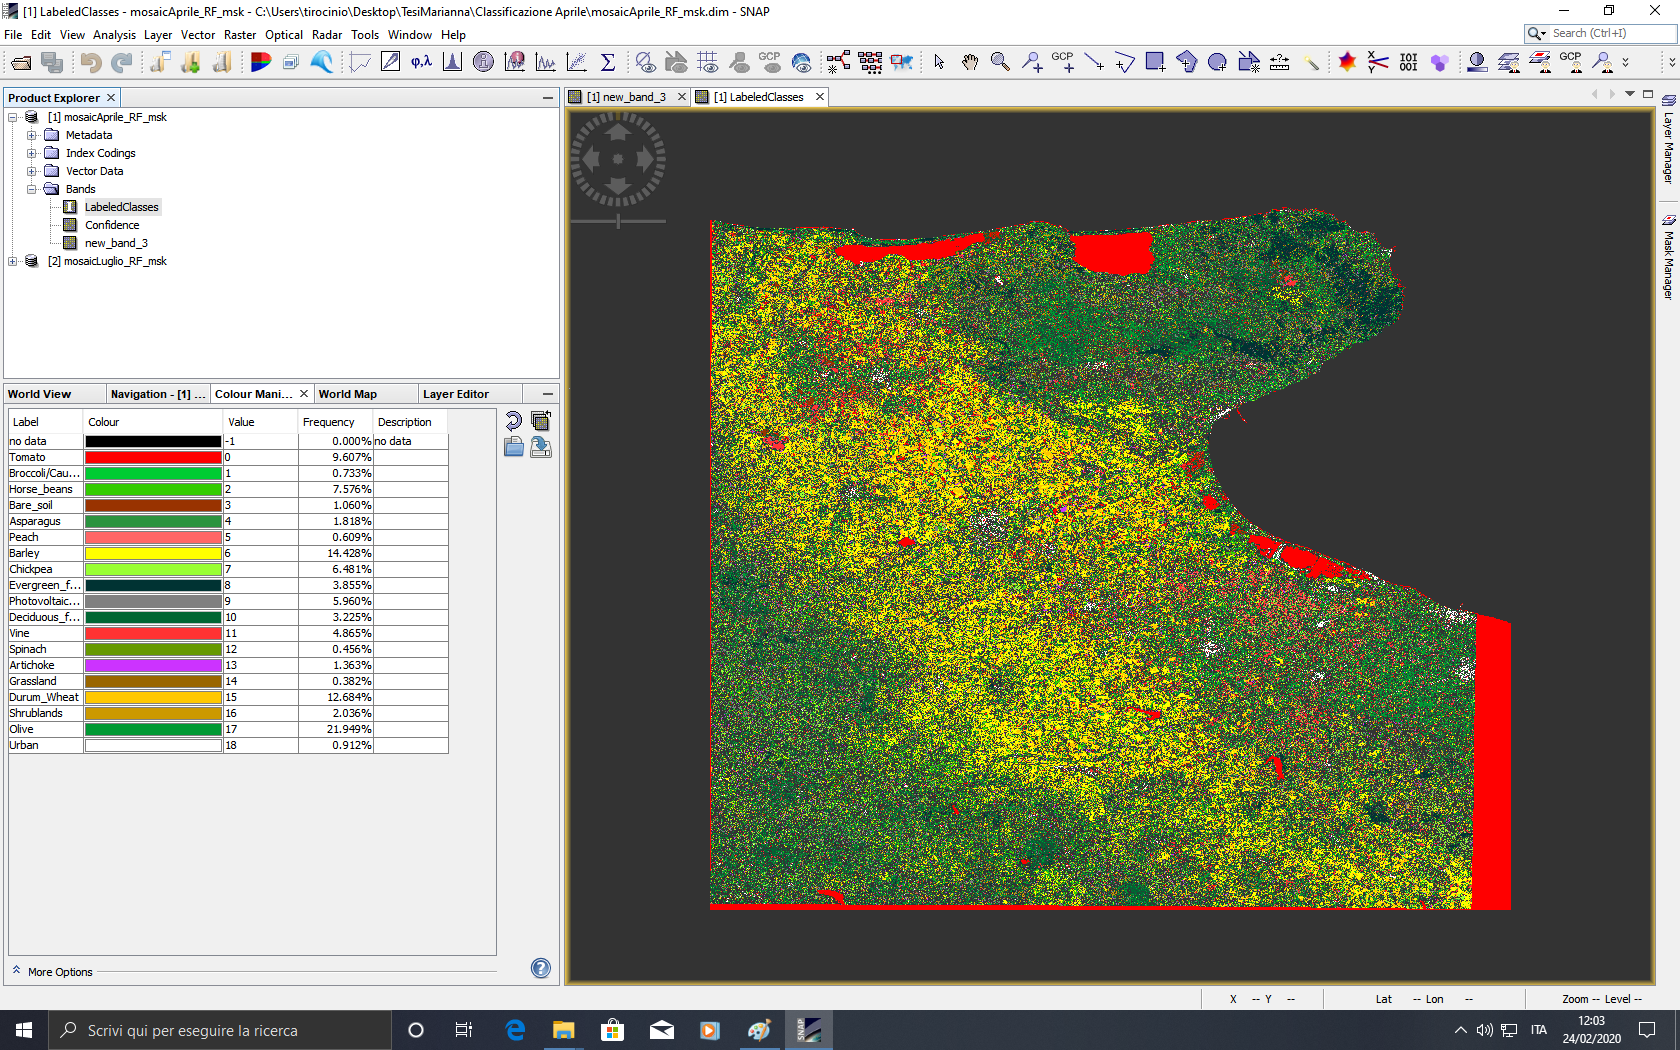 [1] LabeledClasses - mosaicAprile_RF_msk - C:\Users\tirocinio\Desktop\TesiMarianna\Classificazione Aprile\mosaicAprile_RF_msk.dim - SNAP
File Edit View Analysis Layer Vector Raster Optical Radar Tools Window Help
Search (Ctrl+I)
φ,λ Σ GCP GCP X Y IOI OOI GCP
Product Explorer
[1] mosaicAprile_RF_msk
Metadata
Index Codings
Vector Data
Bands
LabeledClasses
Confidence
new_band_3
[2] mosaicLuglio_RF_msk
[1] new_band_3 [1] LabeledClasses
Layer Manager
Mask Manager
World View Navigation - [1] ... Colour Mani... World Map Layer Editor
Label Colour Value Frequency Description
no data -1 0.000% no data
Tomato 0 9.607%
Broccoli/Cau... 1 0.733%
Horse_beans 2 7.576%
Bare_soil 3 1.060%
Asparagus 4 1.818%
Peach 5 0.609%
Barley 6 14.428%
Chickpea 7 6.481%
Evergreen_f... 8 3.855%
Photovoltaic... 9 5.960%
Deciduous_f... 10 3.225%
Vine 11 4.865%
Spinach 12 0.456%
Artichoke 13 1.363%
Grassland 14 0.382%
Durum_Wheat 15 12.684%
Shrublands 16 2.036%
Olive 17 21.949%
Urban 18 0.912%
More Options
X -- Y -- Lat -- Lon -- Zoom -- Level --
Scrivi qui per eseguire la ricerca
SNAP
ITA
12:03
24/02/2020